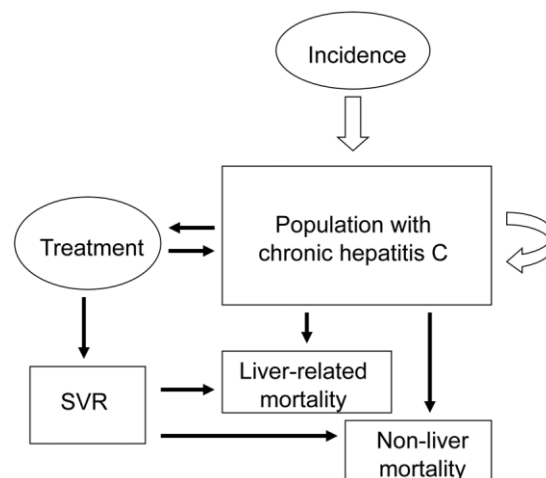 Incidence
Population with
chronic hepatitis C
Treatment
SVR
Liver-related
mortality
Non-liver
mortality